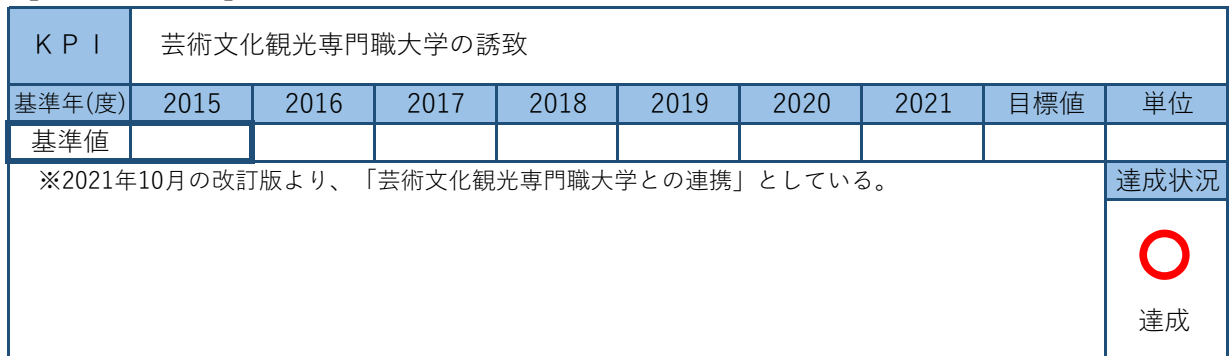 ＫＰＩ 芸術文化観光専門職大学の誘致
基準年(度) 2015 2016 2017 2018 2019 2020 2021 目標値 単位
基準値
※2021年10月の改訂版より、「芸術文化観光専門職大学との連携」としている。 達成状況
達成